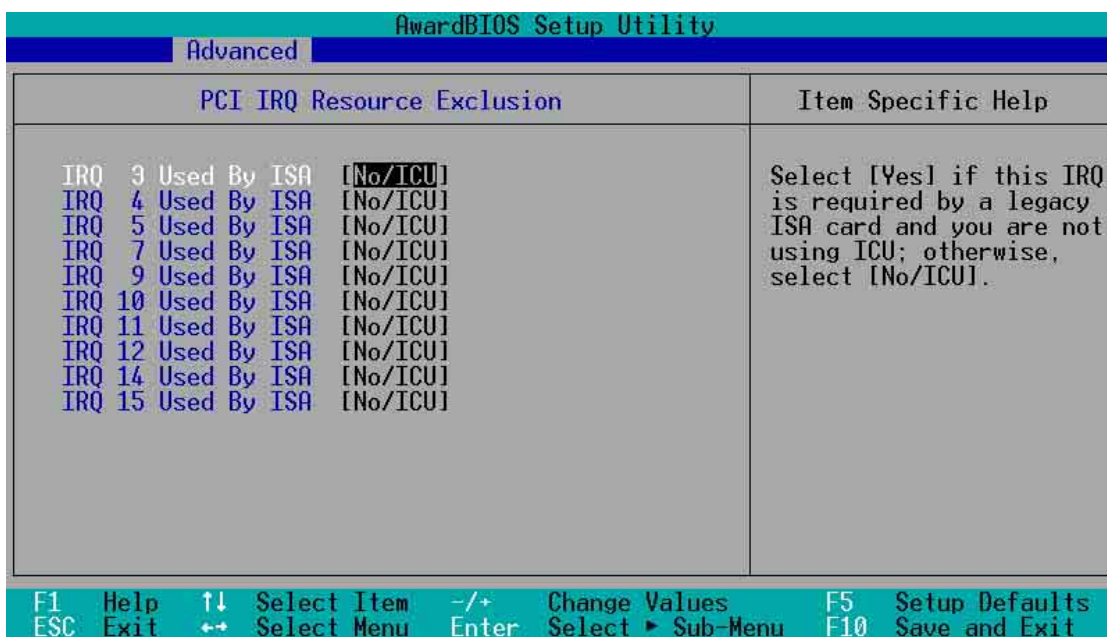 AwardBIOS Setup Utility
Advanced
PCI IRQ Resource Exclusion
Item Specific Help
IRQ 3 Used By ISA [No/ICU]
IRQ 4 Used By ISA [No/ICU]
IRQ 5 Used By ISA [No/ICU]
IRQ 7 Used By ISA [No/ICU]
IRQ 9 Used By ISA [No/ICU]
IRQ 10 Used By ISA [No/ICU]
IRQ 11 Used By ISA [No/ICU]
IRQ 12 Used By ISA [No/ICU]
IRQ 14 Used By ISA [No/ICU]
IRQ 15 Used By ISA [No/ICU]
Select [Yes] if this IRQ
is required by a legacy
ISA card and you are not
using ICU; otherwise,
select [No/ICU].
F1 Help ↑↓ Select Item -/+ Change Values F5 Setup Defaults
ESC Exit ←→ Select Menu Enter Select ► Sub-Menu F10 Save and Exit